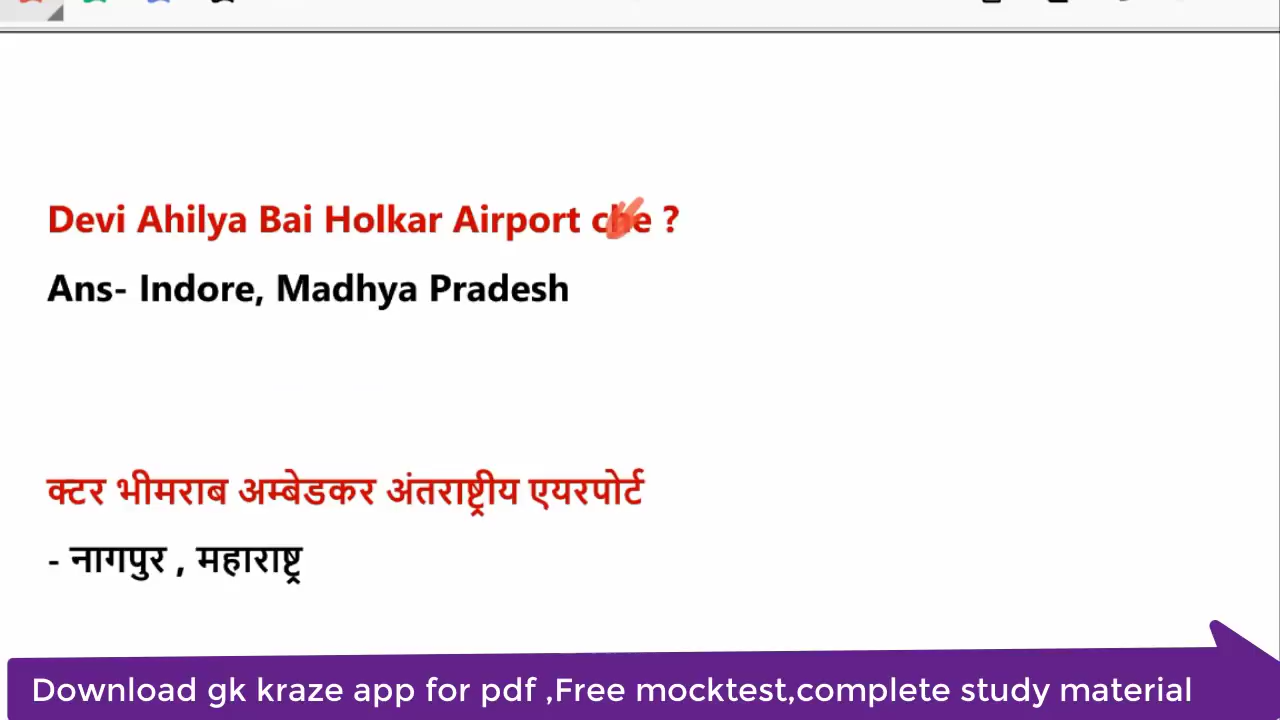 Devi Ahilya Bai Holkar Airport che ?
Ans- Indore, Madhya Pradesh
क्टर भीमराब अम्बेडकर अंतराष्ट्रीय एयरपोर्ट
- नागपुर , महाराष्ट्र
Download gk kraze app for pdf ,Free mocktest,complete study material